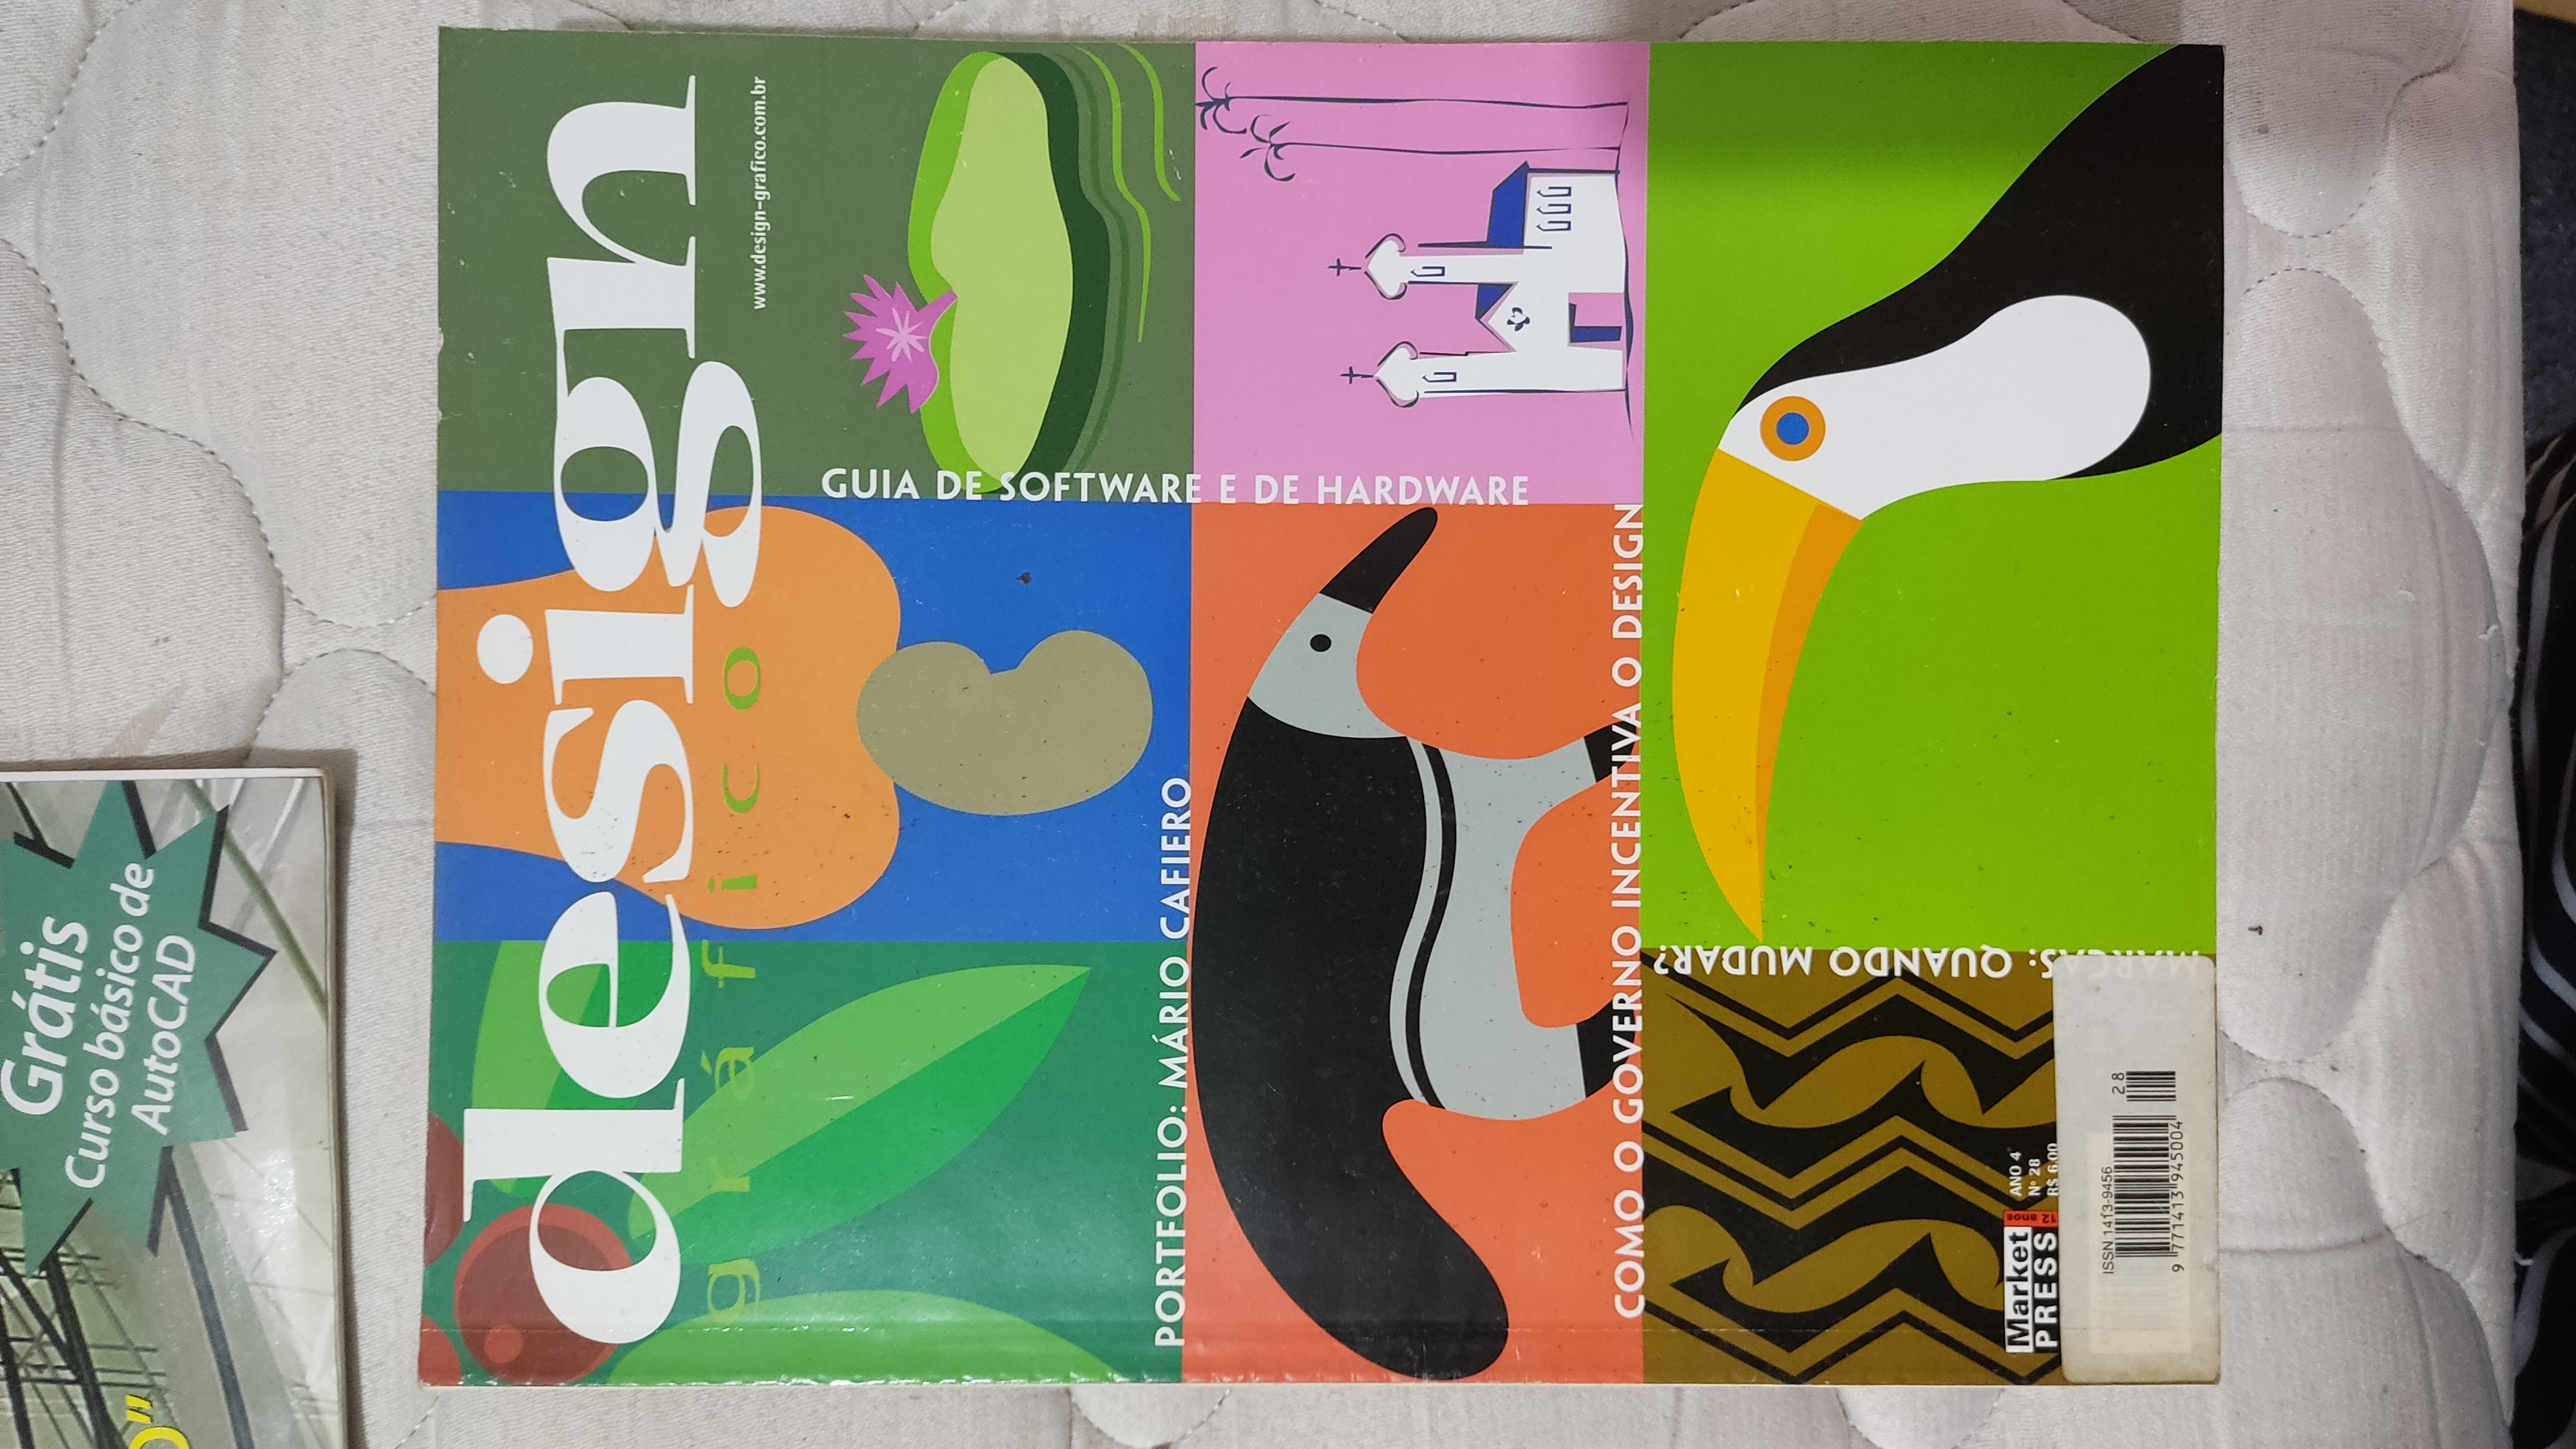 Grátis
Curso básico de
AutoCAD
O"
design
gráfico
www.design-grafico.com.br
GUIA DE SOFTWARE E DE HARDWARE
PORTFOLIO: MÁRIO CAFIERO
COMO O GOVERNO INCENTIVA O DESIGN
MARCAS: QUANDO MUDAR?
Market
PRESS
12 anos
ANO 4
Nº 28
R$ 6,00
ISSN 1413-9456
28
9 771413 945004